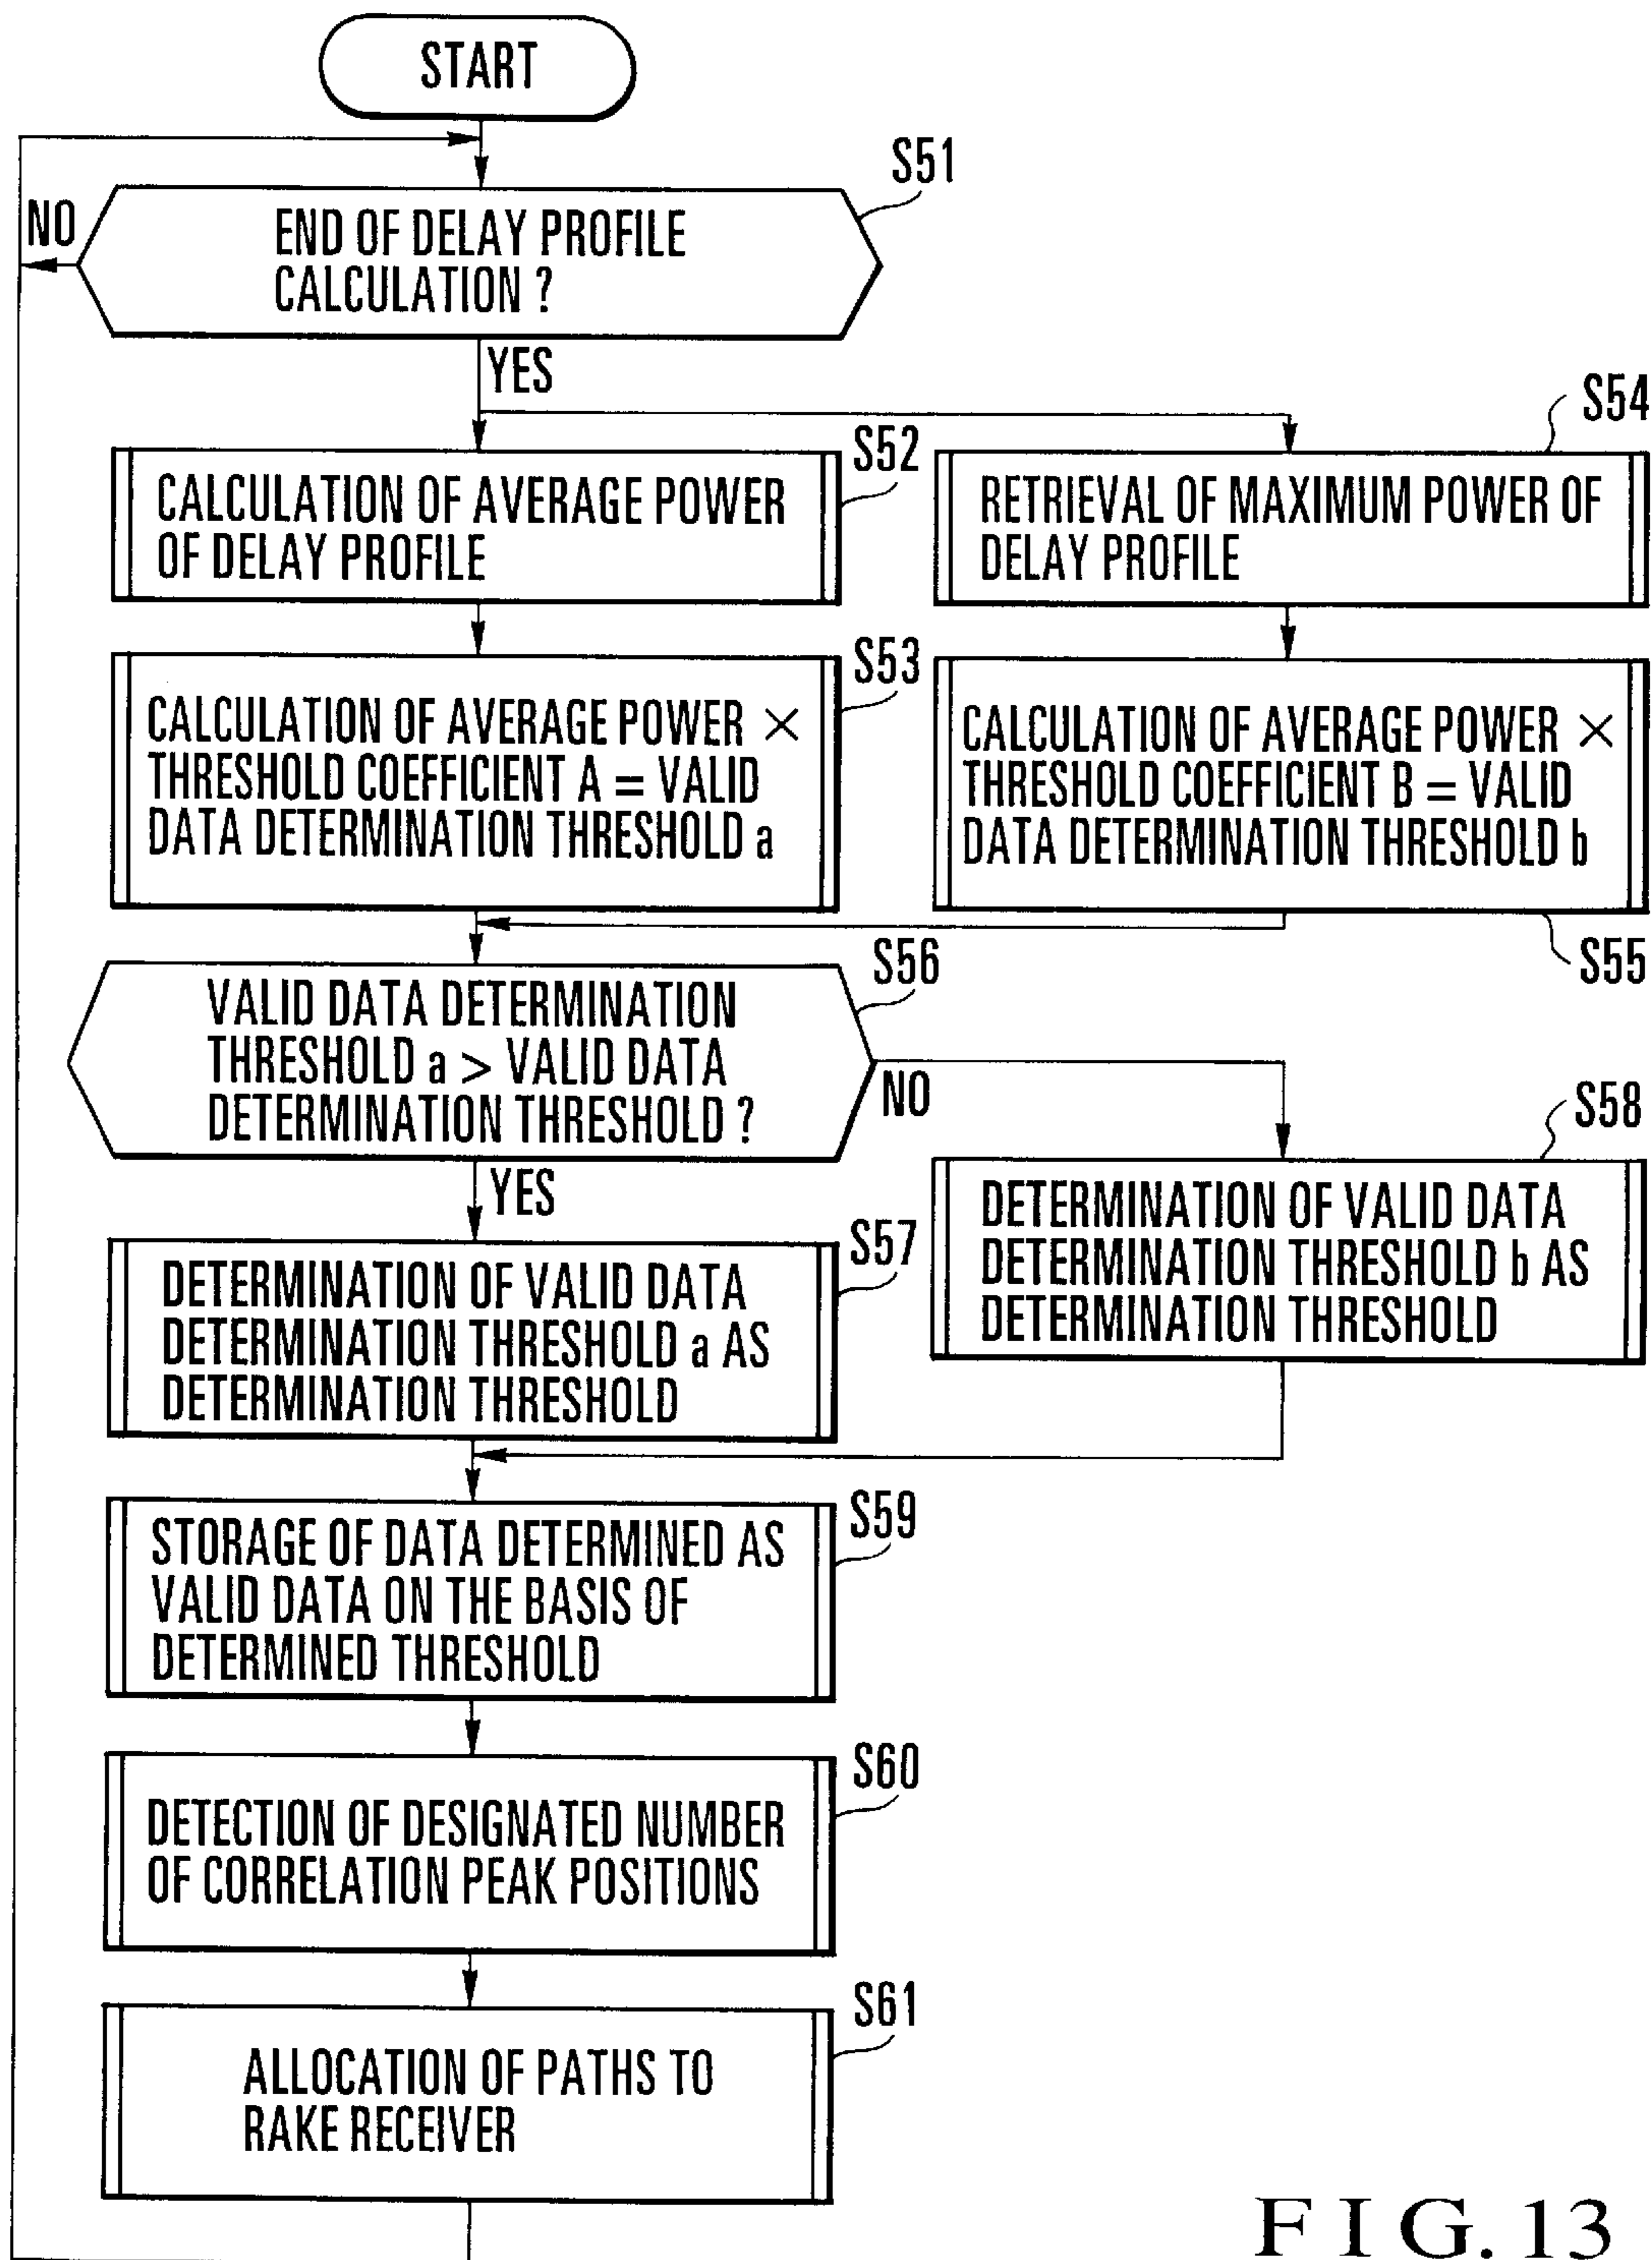 START
S51
NO
END OF DELAY PROFILE
CALCULATION ?
YES
S54
S52
CALCULATION OF AVERAGE POWER
OF DELAY PROFILE
RETRIEVAL OF MAXIMUM POWER OF
DELAY PROFILE
S53
CALCULATION OF AVERAGE POWER ×
THRESHOLD COEFFICIENT A = VALID
DATA DETERMINATION THRESHOLD a
CALCULATION OF AVERAGE POWER ×
THRESHOLD COEFFICIENT B = VALID
DATA DETERMINATION THRESHOLD b
S55
S56
VALID DATA DETERMINATION
THRESHOLD a > VALID DATA
DETERMINATION THRESHOLD ?
NO
YES
S58
DETERMINATION OF VALID DATA
DETERMINATION THRESHOLD b AS
DETERMINATION THRESHOLD
S57
DETERMINATION OF VALID DATA
DETERMINATION THRESHOLD a AS
DETERMINATION THRESHOLD
S59
STORAGE OF DATA DETERMINED AS
VALID DATA ON THE BASIS OF
DETERMINED THRESHOLD
S60
DETECTION OF DESIGNATED NUMBER
OF CORRELATION PEAK POSITIONS
S61
ALLOCATION OF PATHS TO
RAKE RECEIVER
FIG. 13